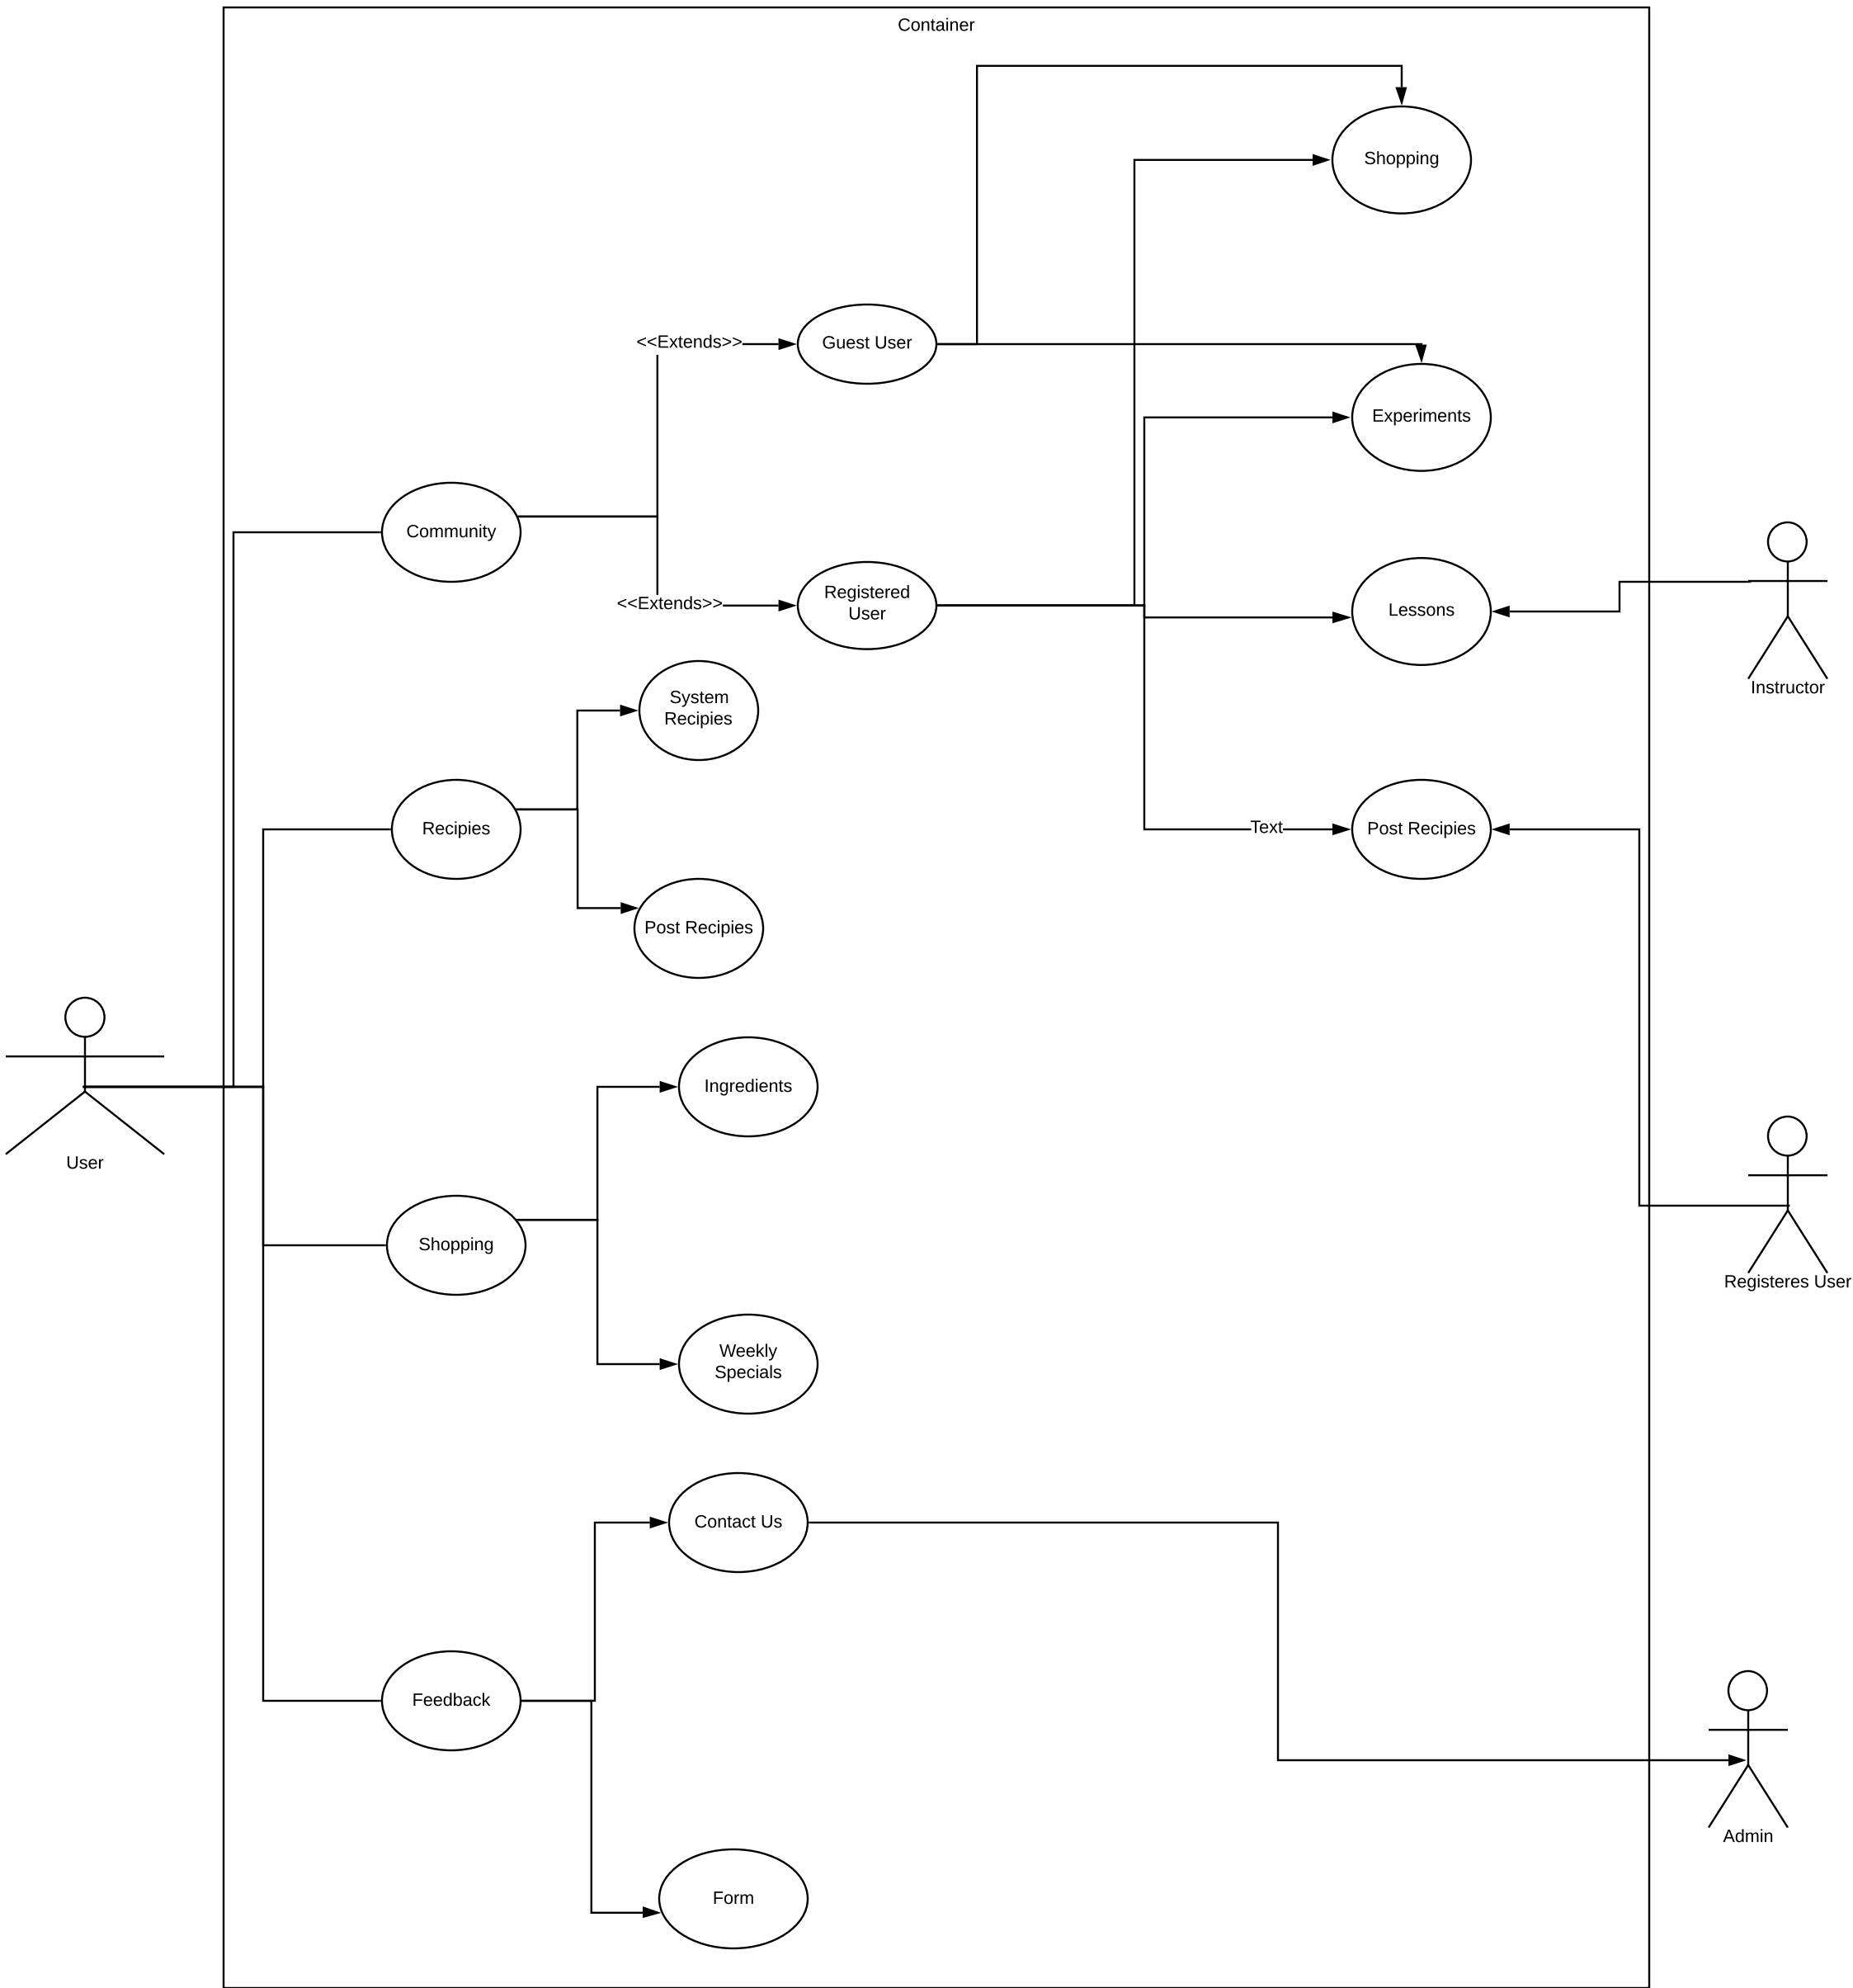 Container
Shopping
<<Extends>>
Guest User
Experiments
Community
<<Extends>>
Registered
User
Lessons
Instructor
System
Recipies
Recipies
Text
Post Recipies
Post Recipies
Ingredients
User
Shopping
Registeres User
Weekly
Specials
Contact Us
Feedback
Admin
Form